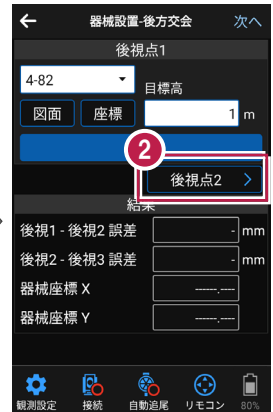 ← 器械設置-後方交会 次へ
後視点1
4-82
目標高
図面 座標 1 m
2
後視点2 >
結果
後視1 - 後視2 誤差 - mm
後視2 - 後視3 誤差 - mm
器械座標 X -----.----
器械座標 Y -----.----
観測設定 接続 自動追尾 リモコン 80%